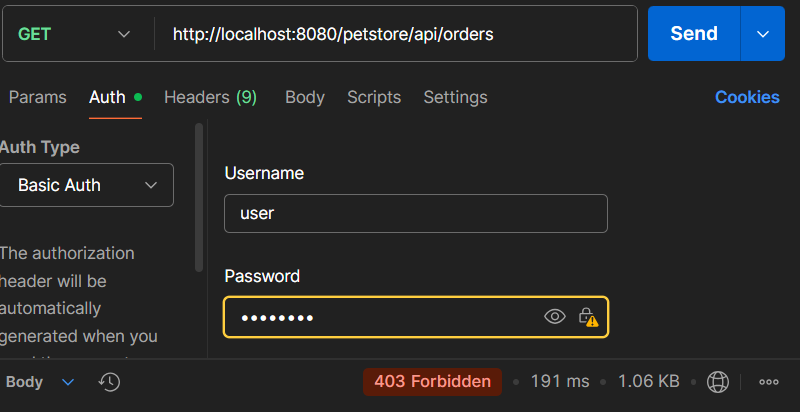 GET http://localhost:8080/petstore/api/orders Send
Params Auth Headers (9) Body Scripts Settings Cookies
Auth Type
Basic Auth
The authorization
header will be
automatically
generated when you
Username
user
Password
Body 403 Forbidden 191 ms 1.06 KB